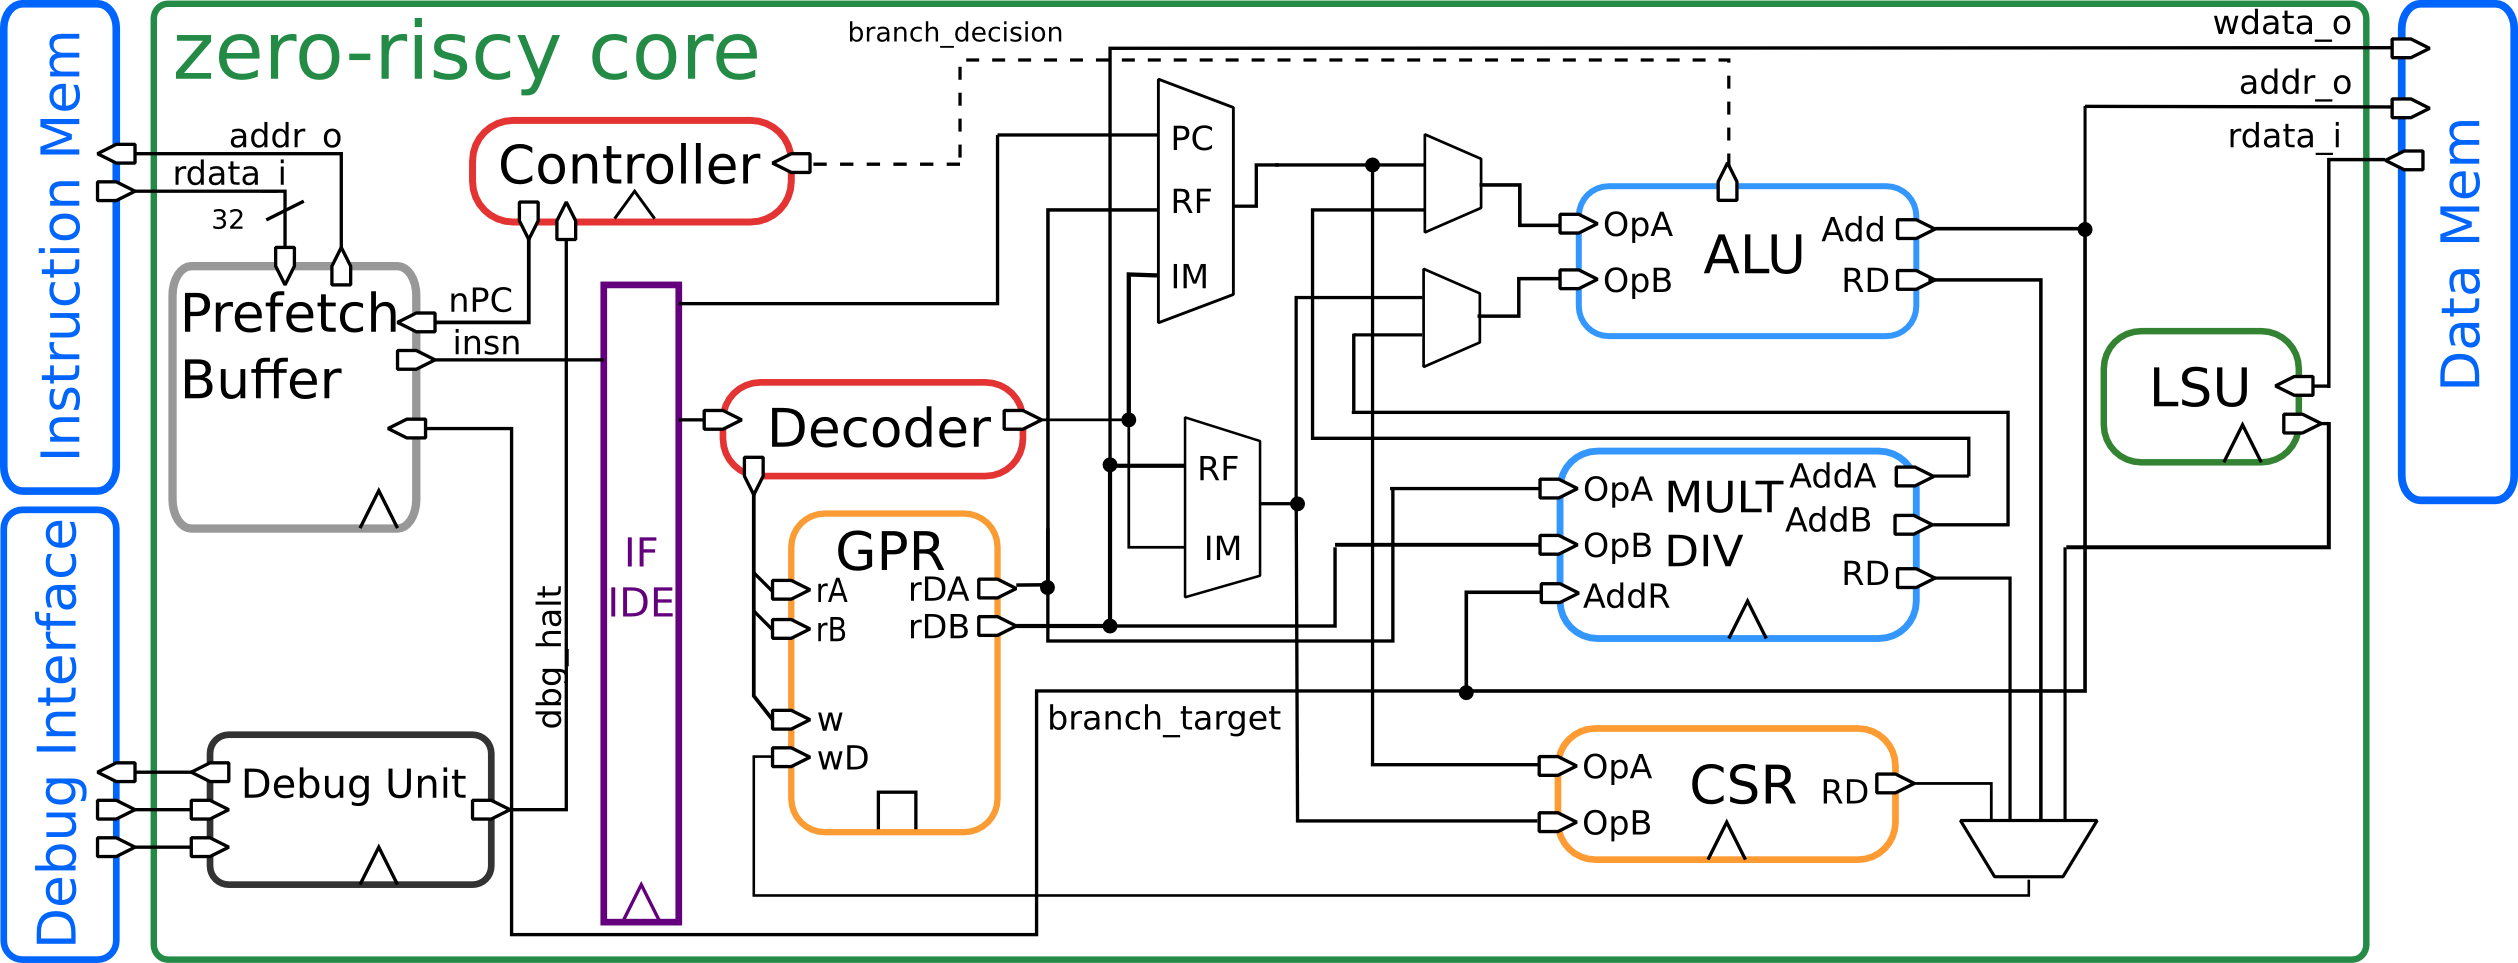 zero-riscy core
branch_decision
wdata_o
addr_o
rdata_i
Instruction Mem
addr_o
rdata_i
32
Controller
Prefetch
Buffer
nPC
insn
PC
RF
IM
OpA
OpB
ALU
Add
RD
LSU
Data Mem
Decoder
RF
IM
IF
IDE
GPR
rA
rB
rDA
rDB
w
wD
OpA
OpB
AddR
MULT
DIV
AddA
AddB
RD
dbg_halt
branch_target
Debug Interface
Debug Unit
OpA
OpB
CSR
RD